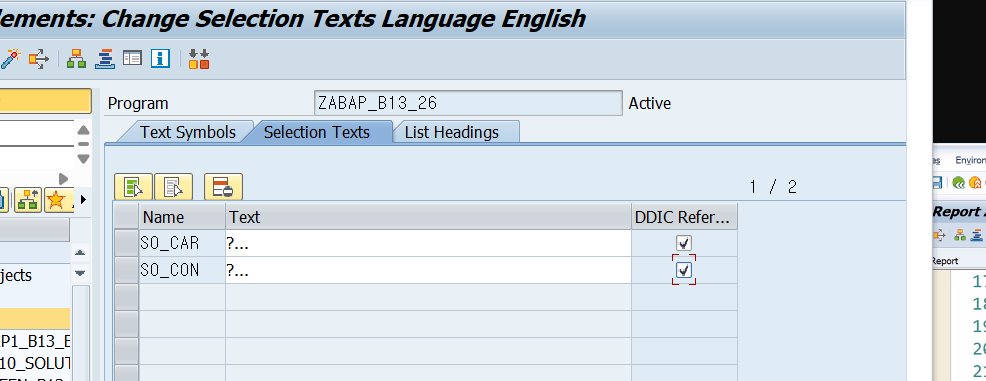 lements: Change Selection Texts Language English
Program ZABAP_B13_26 Active
Text Symbols Selection Texts List Headings
1 / 2
Name Text DDIC Refer...
SO_CAR ?...
SO_CON ?...
jects
P1_B13_E
10_SOLUT
es Environ
Report
Report
17
18
19
20
21